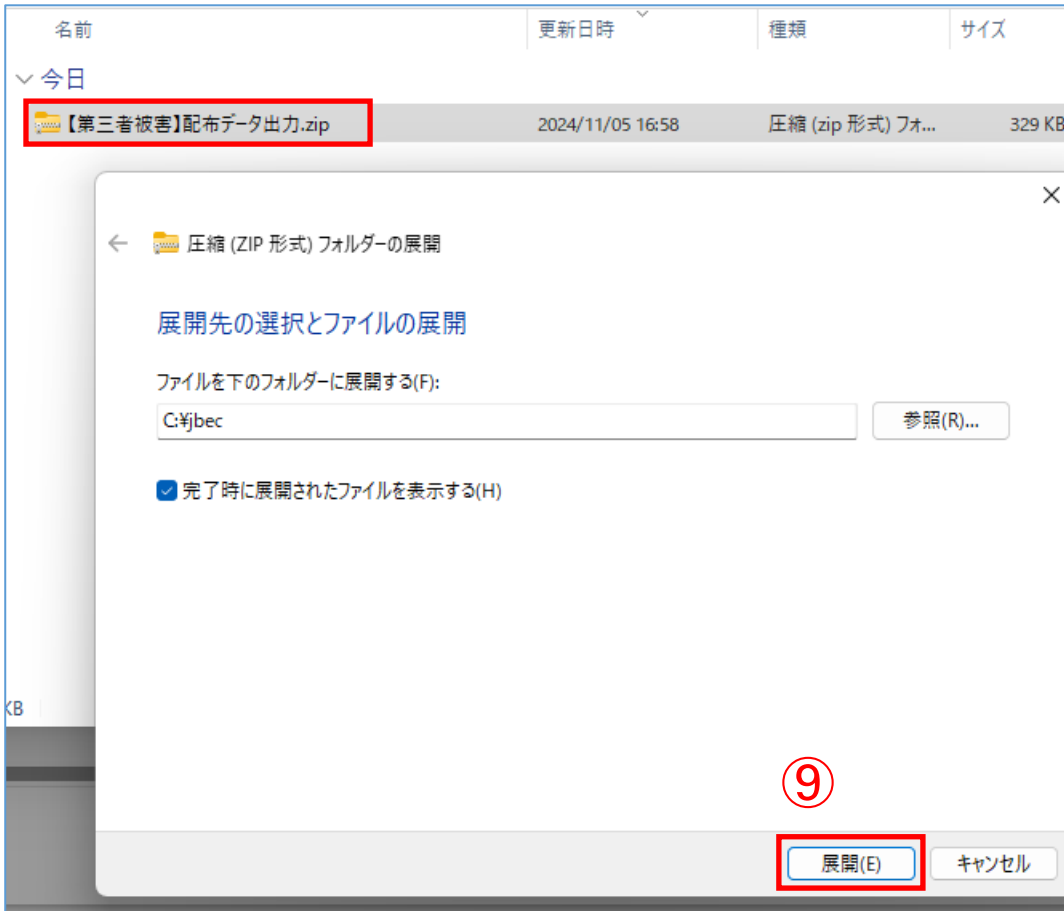 名前 更新日時 種類 サイズ
今日
【第三者被害】配布データ出力.zip 2024/11/05 16:58 圧縮 (zip 形式) フォ... 329 KB
圧縮 (ZIP 形式) フォルダーの展開
展開先の選択とファイルの展開
ファイルを下のフォルダーに展開する(F):
C:¥jbec 参照(R)...
完了時に展開されたファイルを表示する(H)
KB
⑨
展開(E) キャンセル